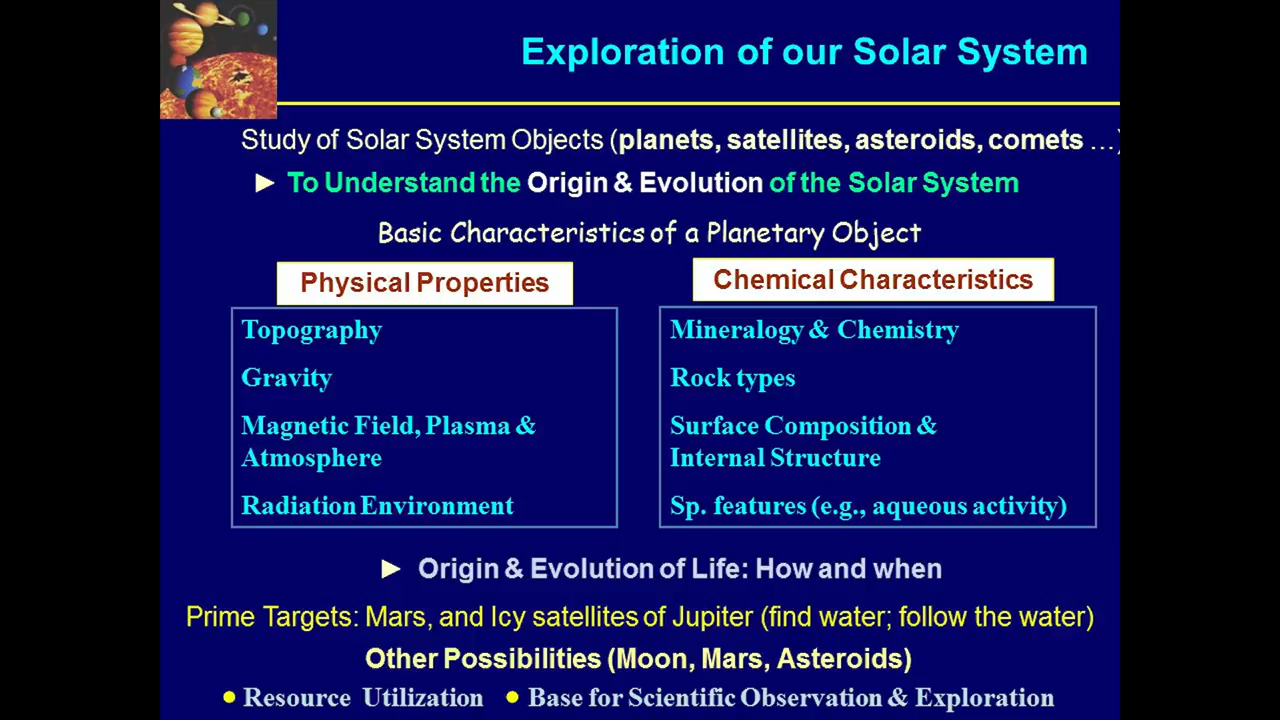 Exploration of our Solar System
Study of Solar System Objects (planets, satellites, asteroids, comets …)
► To Understand the Origin & Evolution of the Solar System
Basic Characteristics of a Planetary Object
Physical Properties
Topography
Gravity
Magnetic Field, Plasma &
Atmosphere
Radiation Environment
Chemical Characteristics
Mineralogy & Chemistry
Rock types
Surface Composition &
Internal Structure
Sp. features (e.g., aqueous activity)
► Origin & Evolution of Life: How and when
Prime Targets: Mars, and Icy satellites of Jupiter (find water; follow the water)
Other Possibilities (Moon, Mars, Asteroids)
• Resource Utilization • Base for Scientific Observation & Exploration